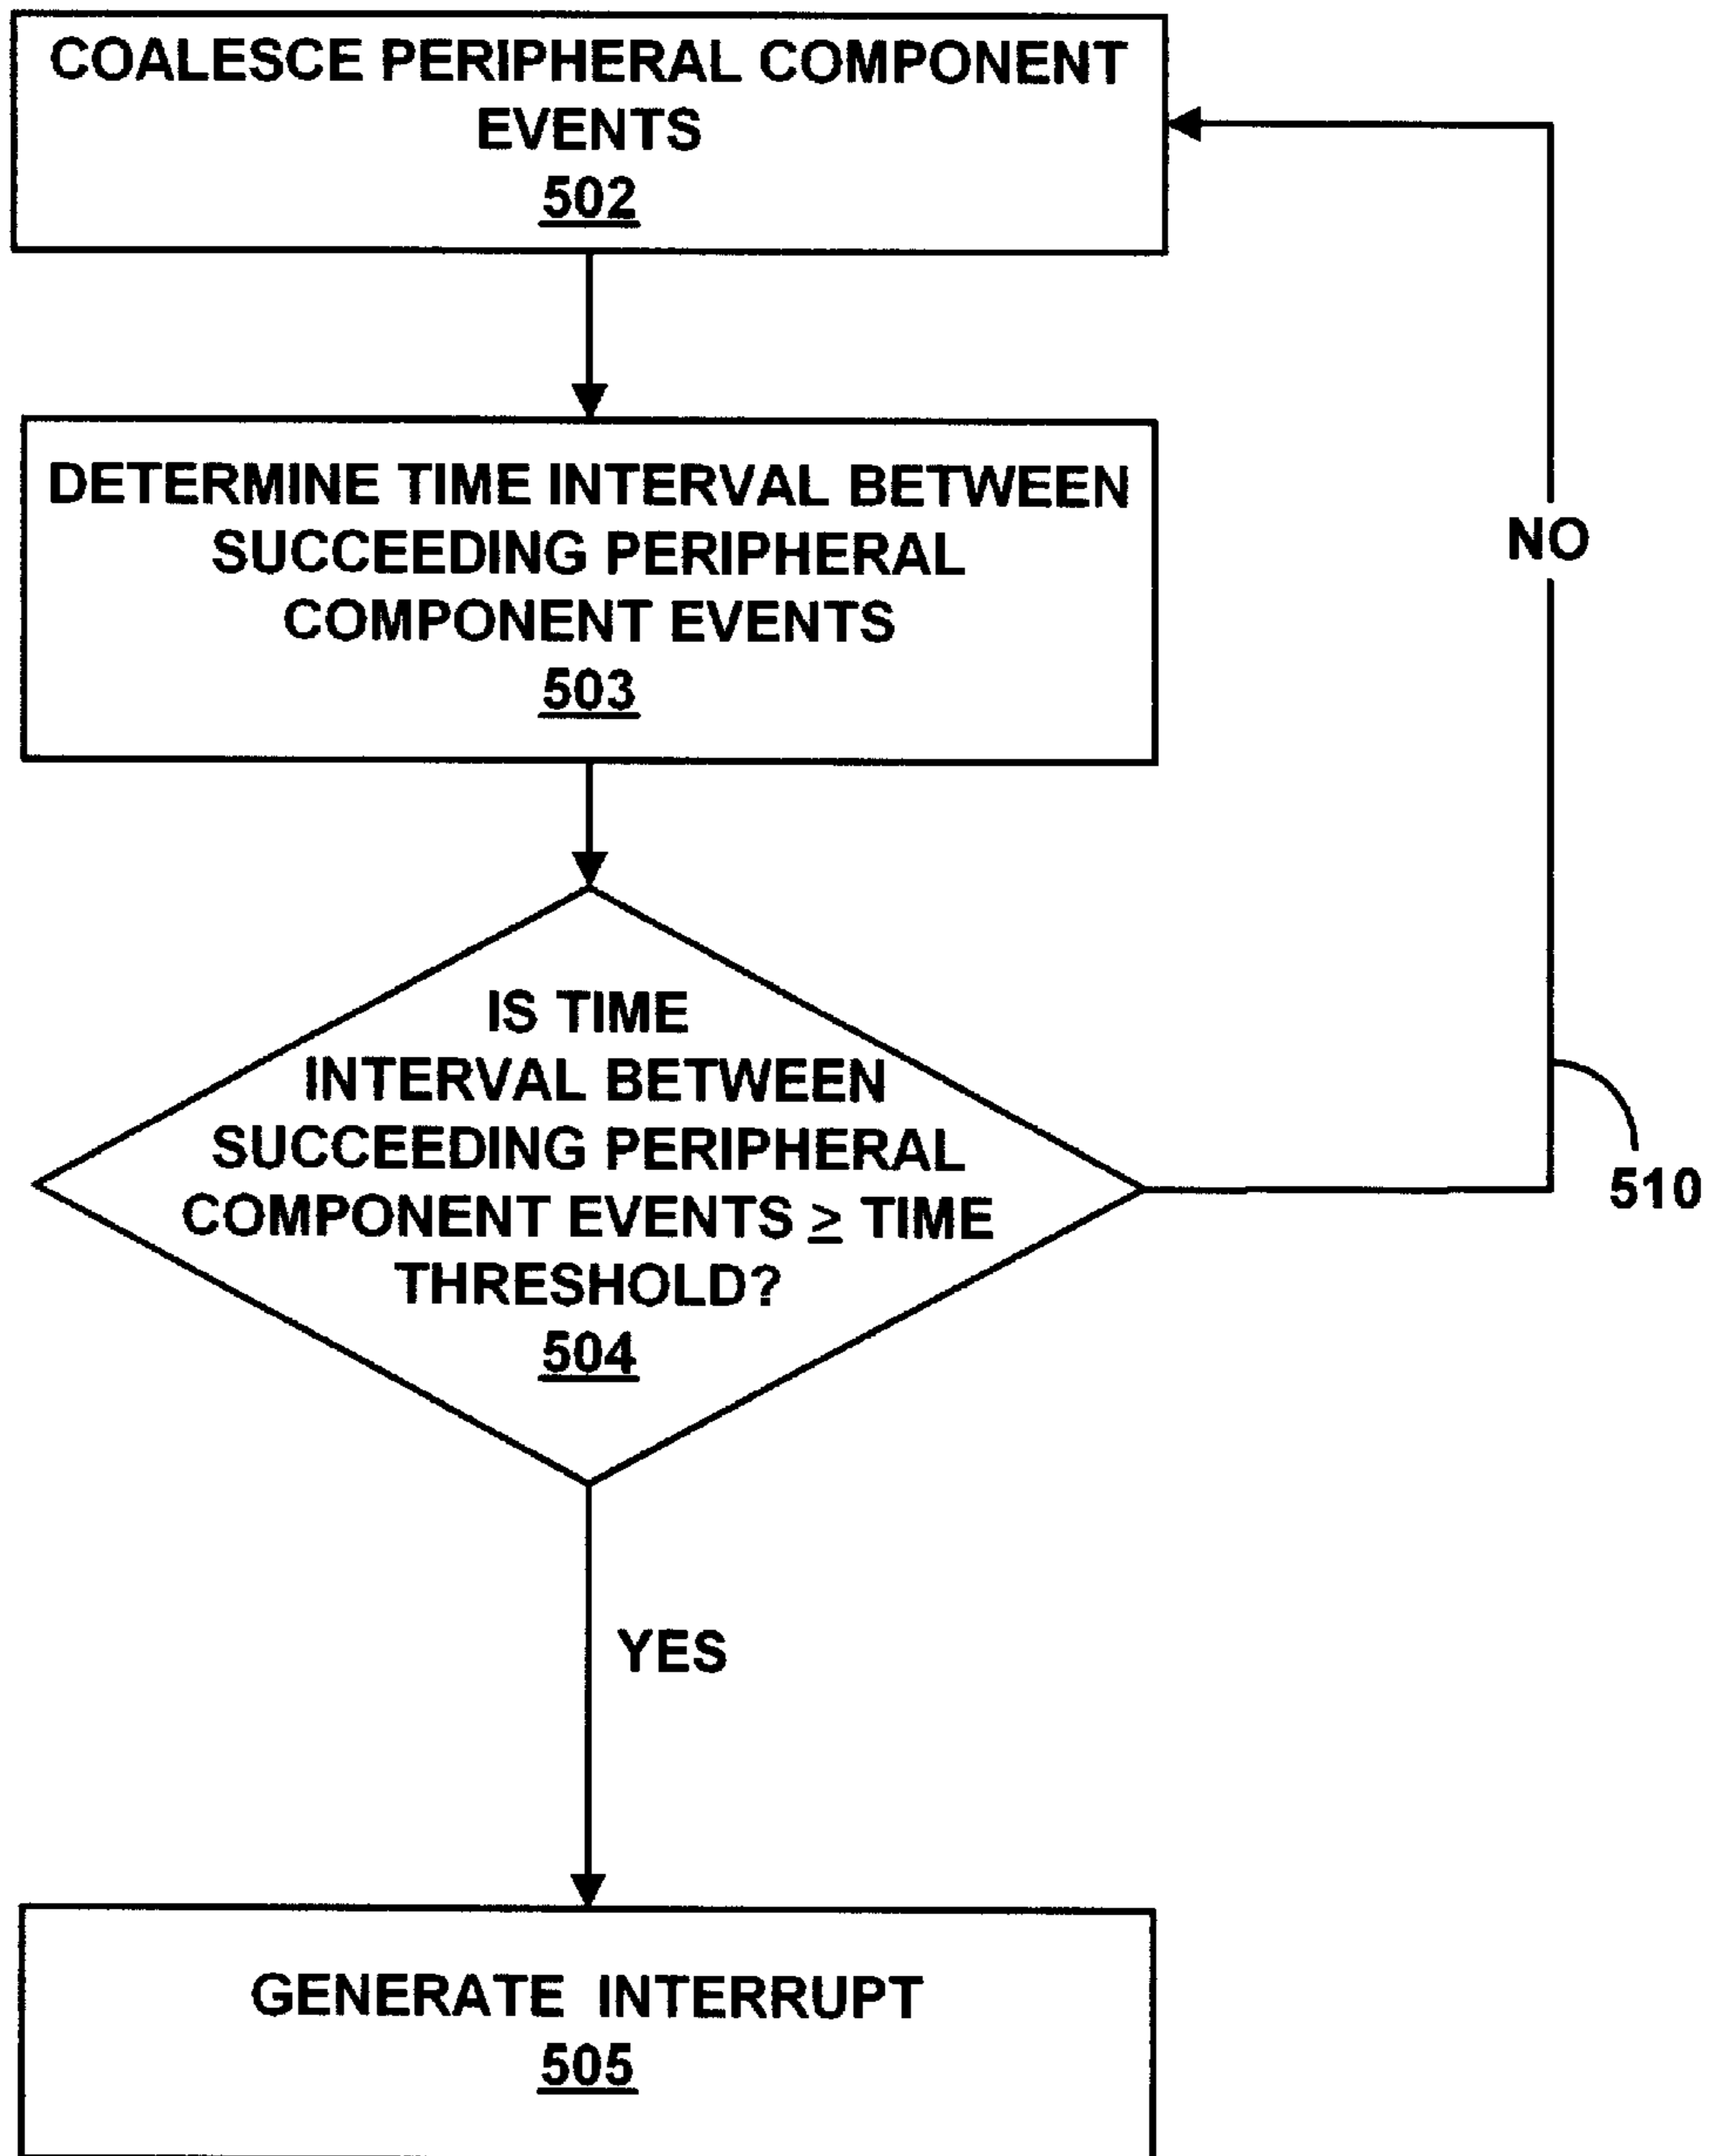 COALESCE PERIPHERAL COMPONENT
EVENTS
502
DETERMINE TIME INTERVAL BETWEEN
SUCCEEDING PERIPHERAL
COMPONENT EVENTS
503
NO
IS TIME
INTERVAL BETWEEN
SUCCEEDING PERIPHERAL
COMPONENT EVENTS ≥ TIME
THRESHOLD?
504
510
YES
GENERATE INTERRUPT
505